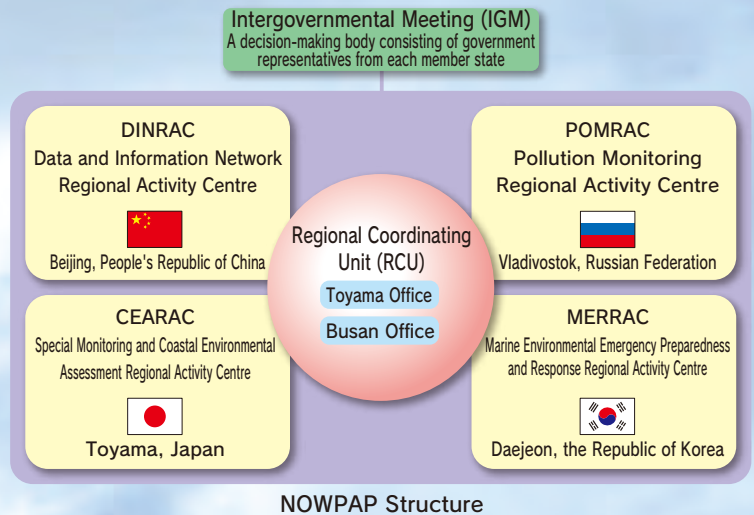 Intergovernmental Meeting (IGM)
A decision-making body consisting of government
representatives from each member state
DINRAC
Data and Information Network
Regional Activity Centre
Beijing, People's Republic of China
POMRAC
Pollution Monitoring
Regional Activity Centre
Vladivostok, Russian Federation
Regional Coordinating
Unit (RCU)
Toyama Office
Busan Office
CEARAC
Special Monitoring and Coastal Environmental
Assessment Regional Activity Centre
Toyama, Japan
MERRAC
Marine Environmental Emergency Preparedness
and Response Regional Activity Centre
Daejeon, the Republic of Korea
NOWPAP Structure